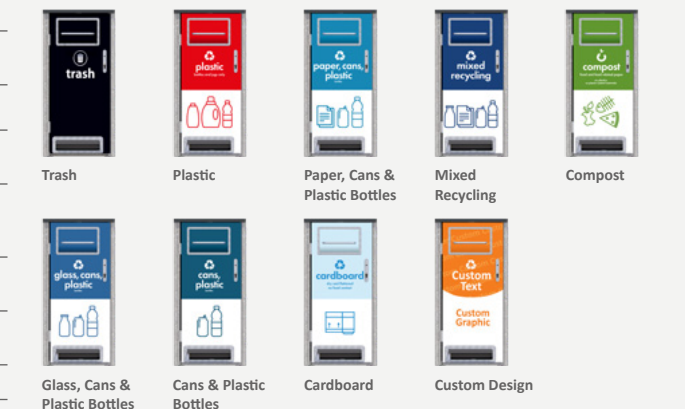 trash
plastic
paper, cans,
plastic
mixed
recycling
compost
Trash
Plastic
Paper, Cans &
Plastic Bottles
Mixed
Recycling
Compost
glass, cans,
plastic
cans,
plastic
cardboard
Custom
Text
Custom
Graphic
Glass, Cans &
Plastic Bottles
Cans & Plastic
Bottles
Cardboard
Custom Design